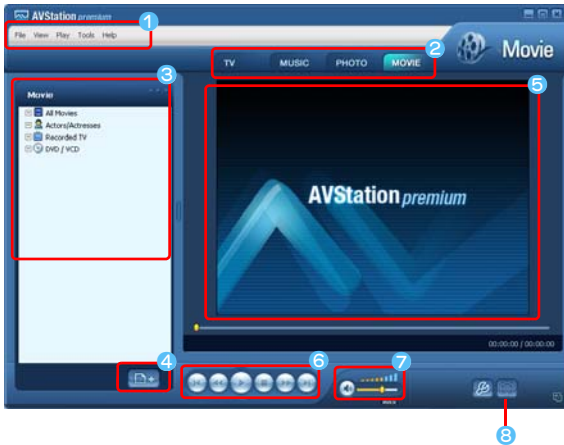 AVStation premium
1
File View Play Tools Help
2
Movie
TV MUSIC PHOTO MOVIE
3
5
Movie
All Movies
Actors/Actresses
Recorded TV
DVD / VCD
AVStation premium
00:00:00 / 00:00:00
4
6
7
8